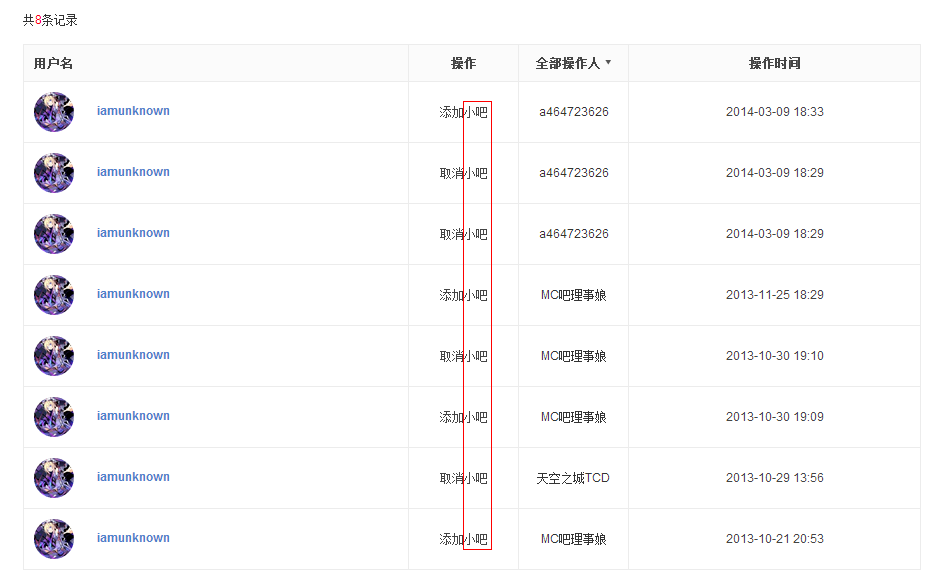 共8条记录
用户名 操作 全部操作人 操作时间
iamunknown 添加小吧 a464723626 2014-03-09 18:33
iamunknown 取消小吧 a464723626 2014-03-09 18:29
iamunknown 取消小吧 a464723626 2014-03-09 18:29
iamunknown 添加小吧 MC吧理事娘 2013-11-25 18:29
iamunknown 取消小吧 MC吧理事娘 2013-10-30 19:10
iamunknown 添加小吧 MC吧理事娘 2013-10-30 19:09
iamunknown 取消小吧 天空之城TCD 2013-10-29 13:56
iamunknown 添加小吧 MC吧理事娘 2013-10-21 20:53